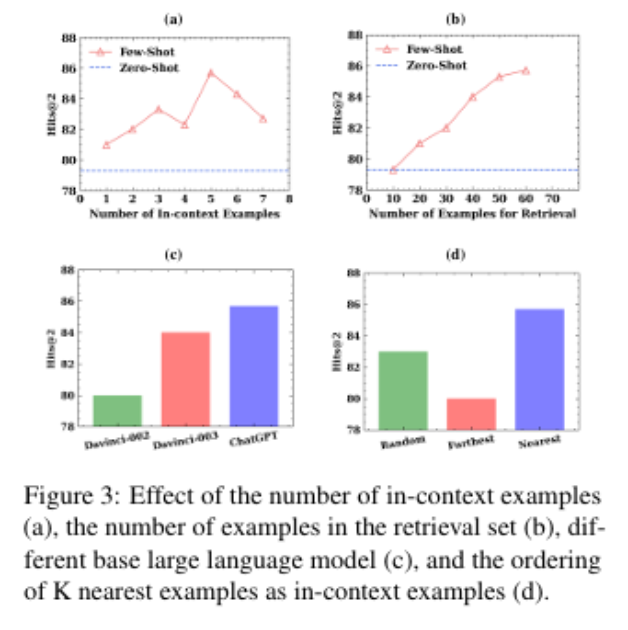 (a)
88
86
84
82
80
78
Hits@2
Few-Shot
Zero-Shot
0 1 2 3 4 5 6 7 8
Number of In-context Examples
(b)
88
86
84
82
80
78
Hits@2
Few-Shot
Zero-Shot
0 10 20 30 40 50 60 70
Number of Examples for Retrieval
(c)
88
86
84
82
80
78
Hits@2
Davinci-002 Davinci-003 ChatGPT
(d)
88
86
84
82
80
78
Hits@2
Random Furthest Nearest
Figure 3: Effect of the number of in-context examples
(a), the number of examples in the retrieval set (b), dif-
ferent base large language model (c), and the ordering
of K nearest examples as in-context examples (d).